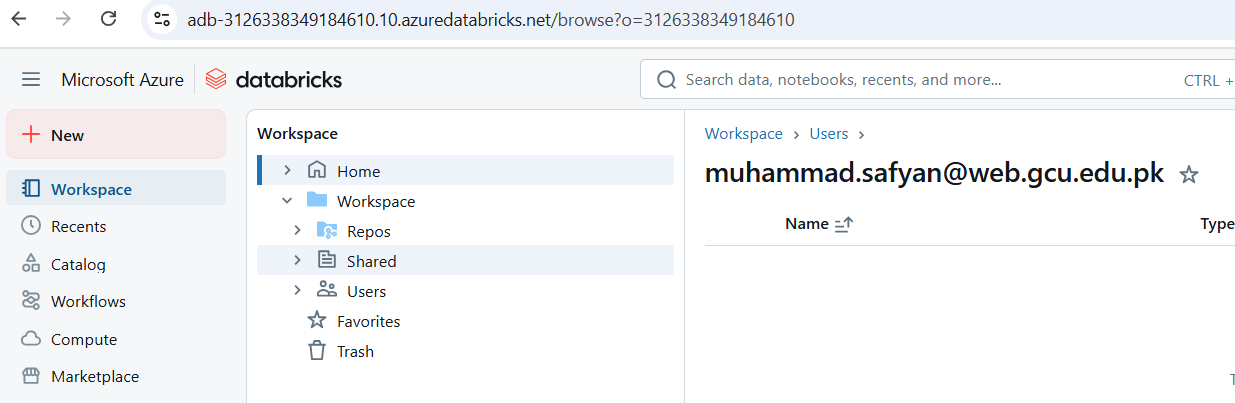 adb-3126338349184610.10.azuredatabricks.net/browse?o=3126338349184610
Microsoft Azure databricks
Search data, notebooks, recents, and more... CTRL +
New
Workspace
Recents
Catalog
Workflows
Compute
Marketplace
Workspace
Home
Workspace
Repos
Shared
Users
Favorites
Trash
Workspace › Users ›
muhammad.safyan@web.gcu.edu.pk
Name Type